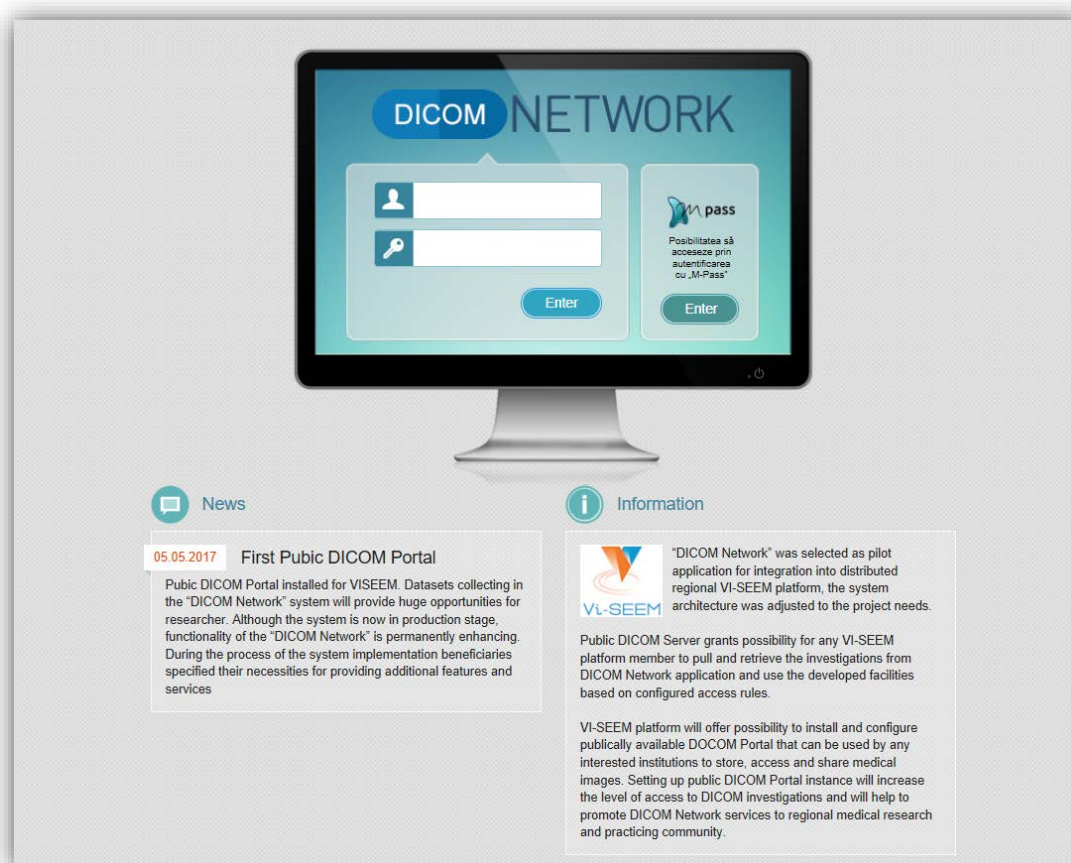 DICOM NETWORK
Enter
M pass
Posibilitatea să
acceseze prin
autentificarea
cu „M-Pass”
Enter
News
05.05.2017 First Pubic DICOM Portal
Pubic DICOM Portal installed for VISEEM. Datasets collecting in
the “DICOM Network” system will provide huge opportunities for
researcher. Although the system is now in production stage,
functionality of the “DICOM Network” is permanently enhancing.
During the process of the system implementation beneficiaries
specified their necessities for providing additional features and
services
Information
Vi-SEEM
“DICOM Network” was selected as pilot
application for integration into distributed
regional VI-SEEM platform, the system
architecture was adjusted to the project needs.
Public DICOM Server grants possibility for any VI-SEEM
platform member to pull and retrieve the investigations from
DICOM Network application and use the developed facilities
based on configured access rules.
VI-SEEM platform will offer possibility to install and configure
publically available DOCOM Portal that can be used by any
interested institutions to store, access and share medical
images. Setting up public DICOM Portal instance will increase
the level of access to DICOM investigations and will help to
promote DICOM Network services to regional medical research
and practicing community.